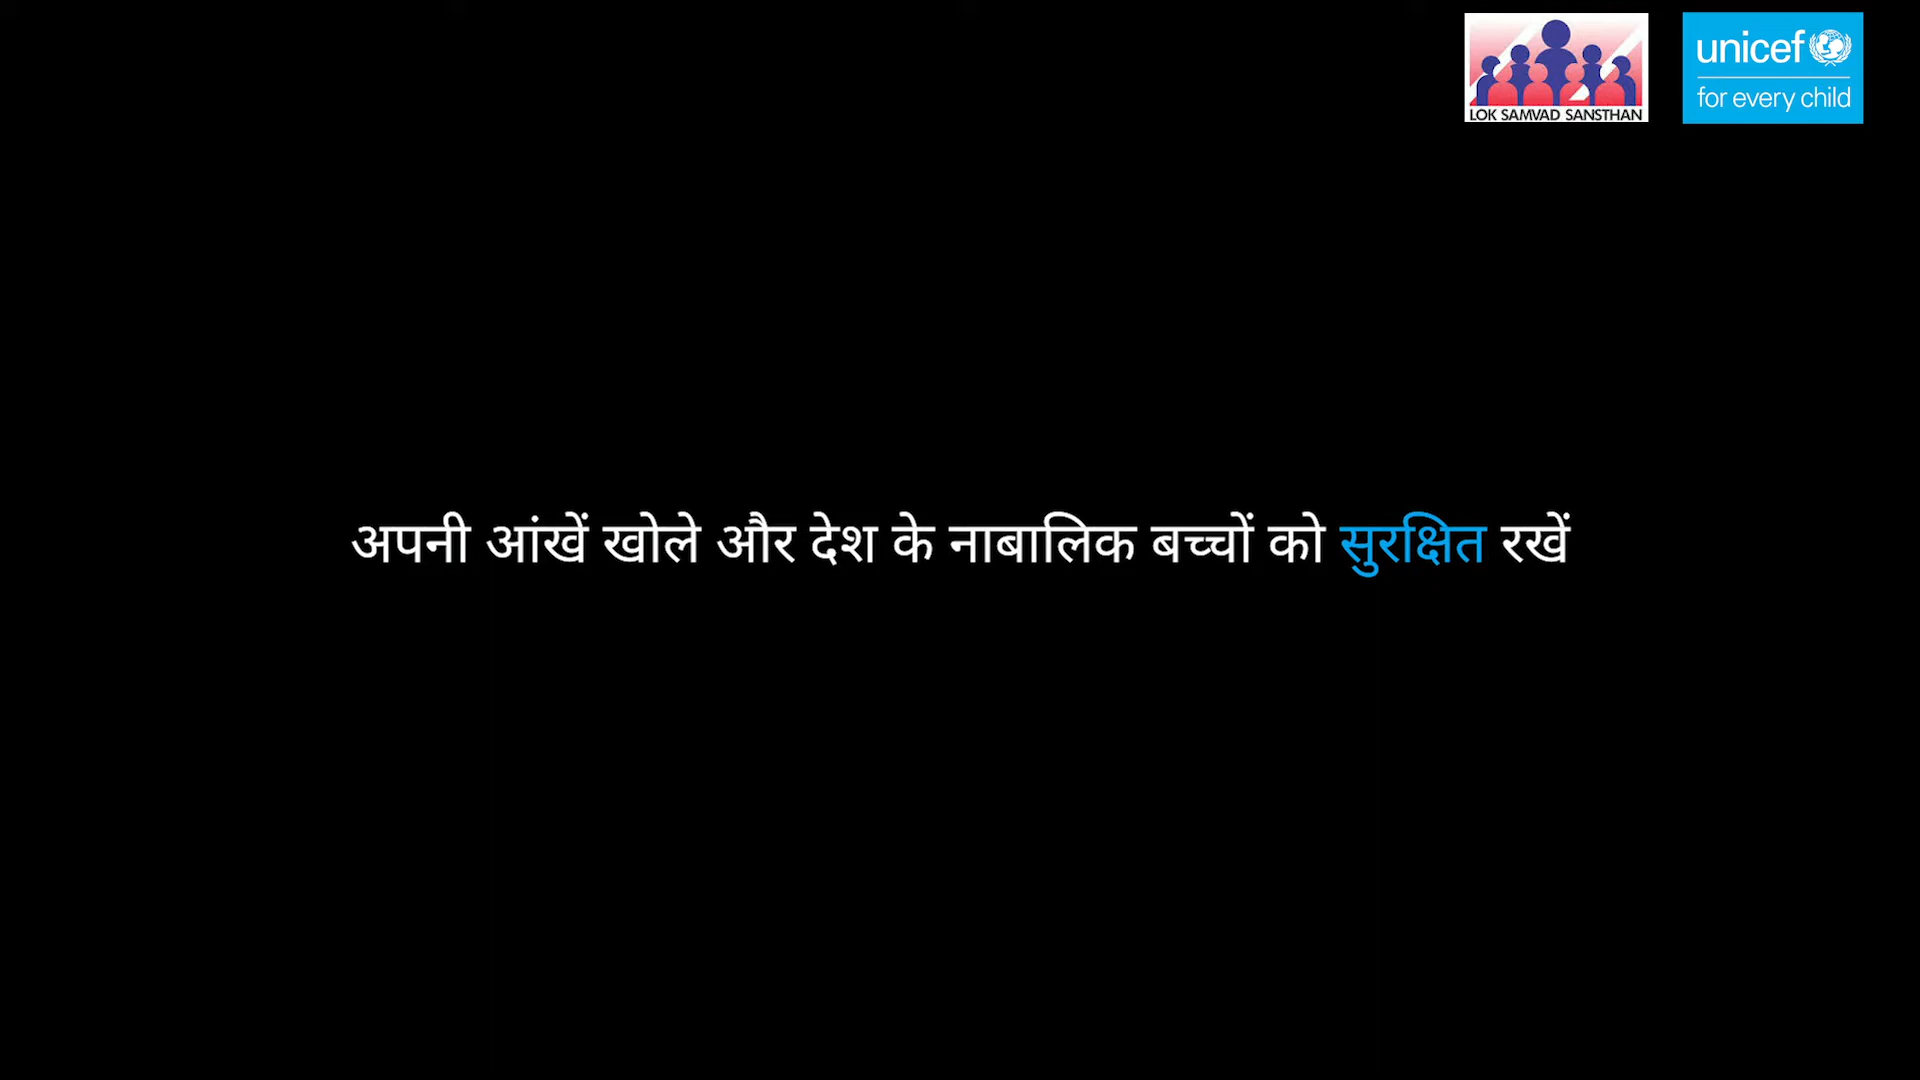 LOK SAMVAD SANSTHAN
unicef
for every child
अपनी आंखें खोले और देश के नाबालिक बच्चों को सुरक्षित रखें